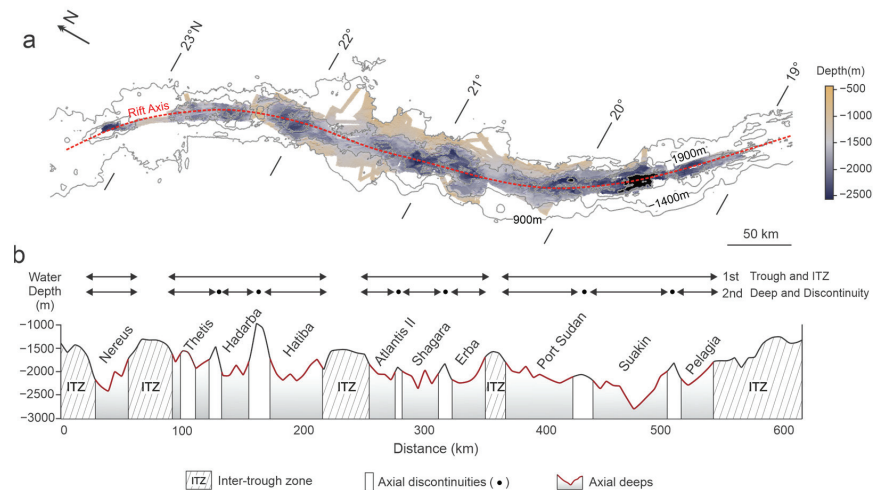 a
N
23°N
22°
21°
20°
19°
Depth(m)
−500
−1000
−1500
−2000
−2500
Rift Axis
1900m
−1400m
900m
50 km
b
Water
Depth
(m)
1st Trough and ITZ
2nd Deep and Discontinuity
−1000
−1500
−2000
−2500
−3000
Nereus
Thetis
Hadarba
Hatiba
Atlantis II
Shagara
Erba
Port Sudan
Suakin
Pelagia
ITZ
ITZ
ITZ
ITZ
ITZ
0
100
200
300
400
500
600
Distance (km)
ITZ Inter-trough zone
Axial discontinuities ( • )
Axial deeps